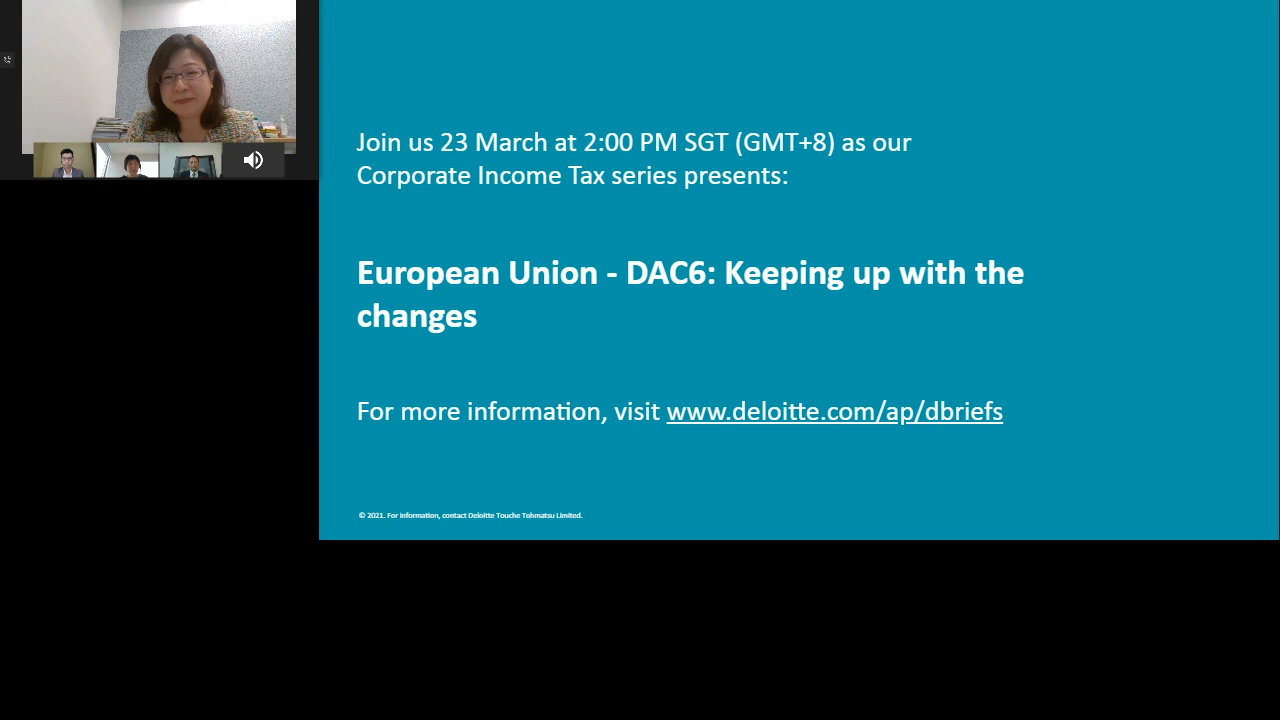 Join us 23 March at 2:00 PM SGT (GMT+8) as our
Corporate Income Tax series presents:
European Union - DAC6: Keeping up with the
changes
For more information, visit www.deloitte.com/ap/dbriefs
© 2021. For information, contact Deloitte Touche Tohmatsu Limited.